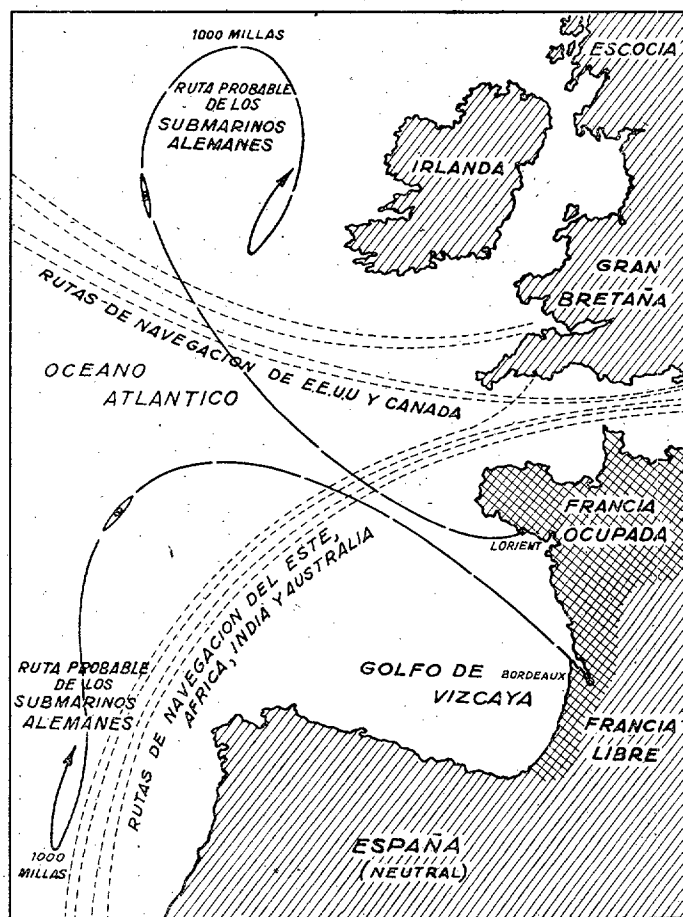 1000 MILLAS
RUTA PROBABLE
DE LOS
SUBMARINOS
ALEMANES
ESCOCIA
IRLANDA
GRAN
BRETAÑA
RUTAS DE NAVEGACION DE E.E.U.U Y CANADA
OCEANO
ATLANTICO
FRANCIA
OCUPADA
LORIENT
RUTAS DE NAVEGACION DEL ESTE,
AFRICA, INDIA Y AUSTRALIA
GOLFO DE
VIZCAYA
BORDEAUX
RUTA PROBABLE
DE LOS
SUBMARINOS
ALEMANES
FRANCIA
LIBRE
1000
MILLAS
ESPAÑA
(NEUTRAL)